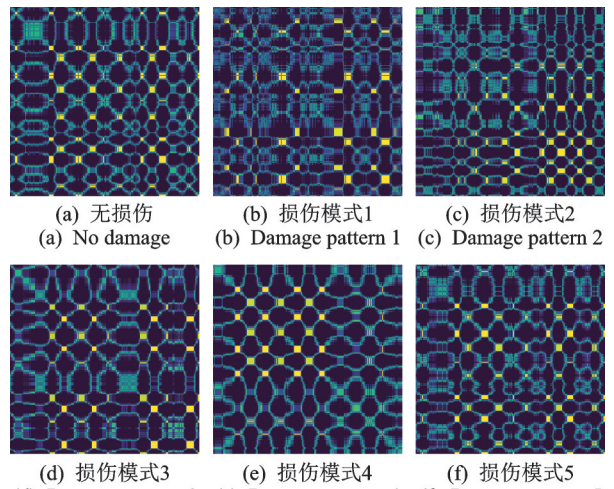 (a) 无损伤
(a) No damage
(b) 损伤模式1
(b) Damage pattern 1
(c) 损伤模式2
(c) Damage pattern 2
(d) 损伤模式3
(e) 损伤模式4
(f) 损伤模式5